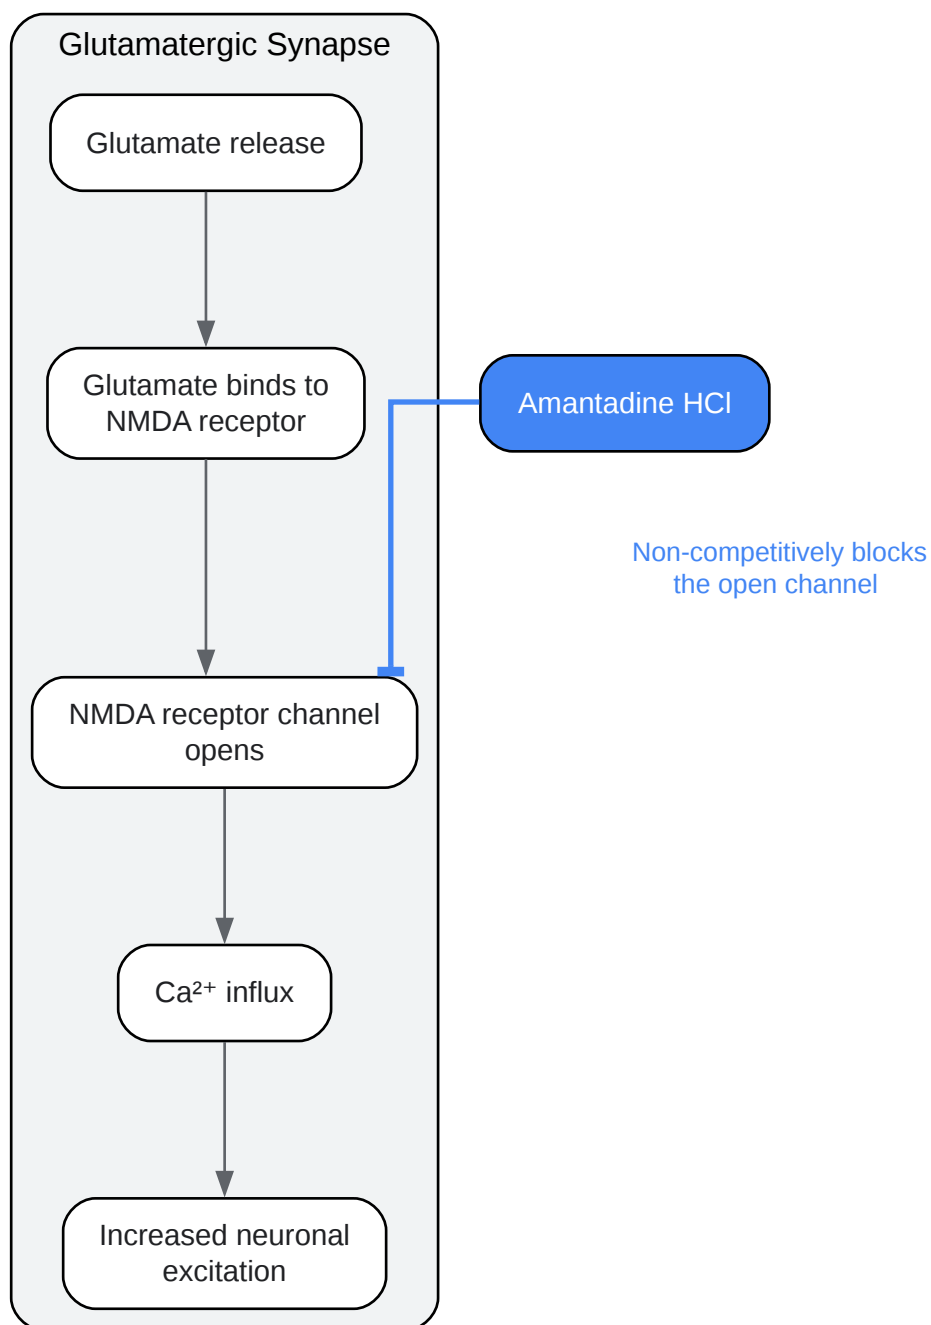 Glutamatergic Synapse
Glutamate release
Glutamate binds to
NMDA receptor
Amantadine HCl
Non-competitively blocks
the open channel
NMDA receptor channel
opens
Ca²⁺ influx
Increased neuronal
excitation